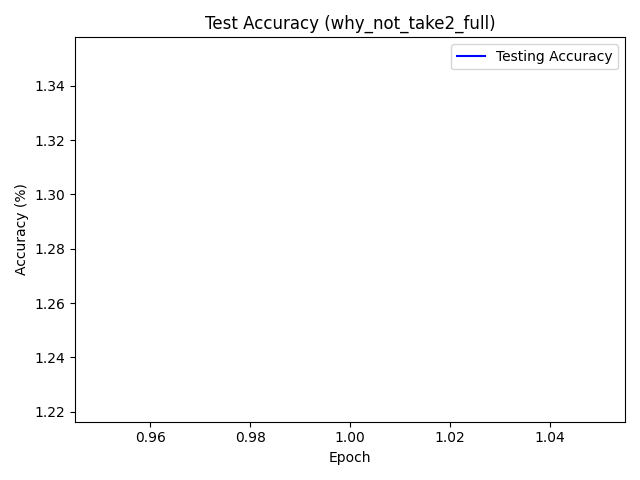 Test Accuracy (why_not_take2_full)
Testing Accuracy
Accuracy (%)
1.34
1.32
1.30
1.28
1.26
1.24
1.22
0.96 0.98 1.00 1.02 1.04
Epoch